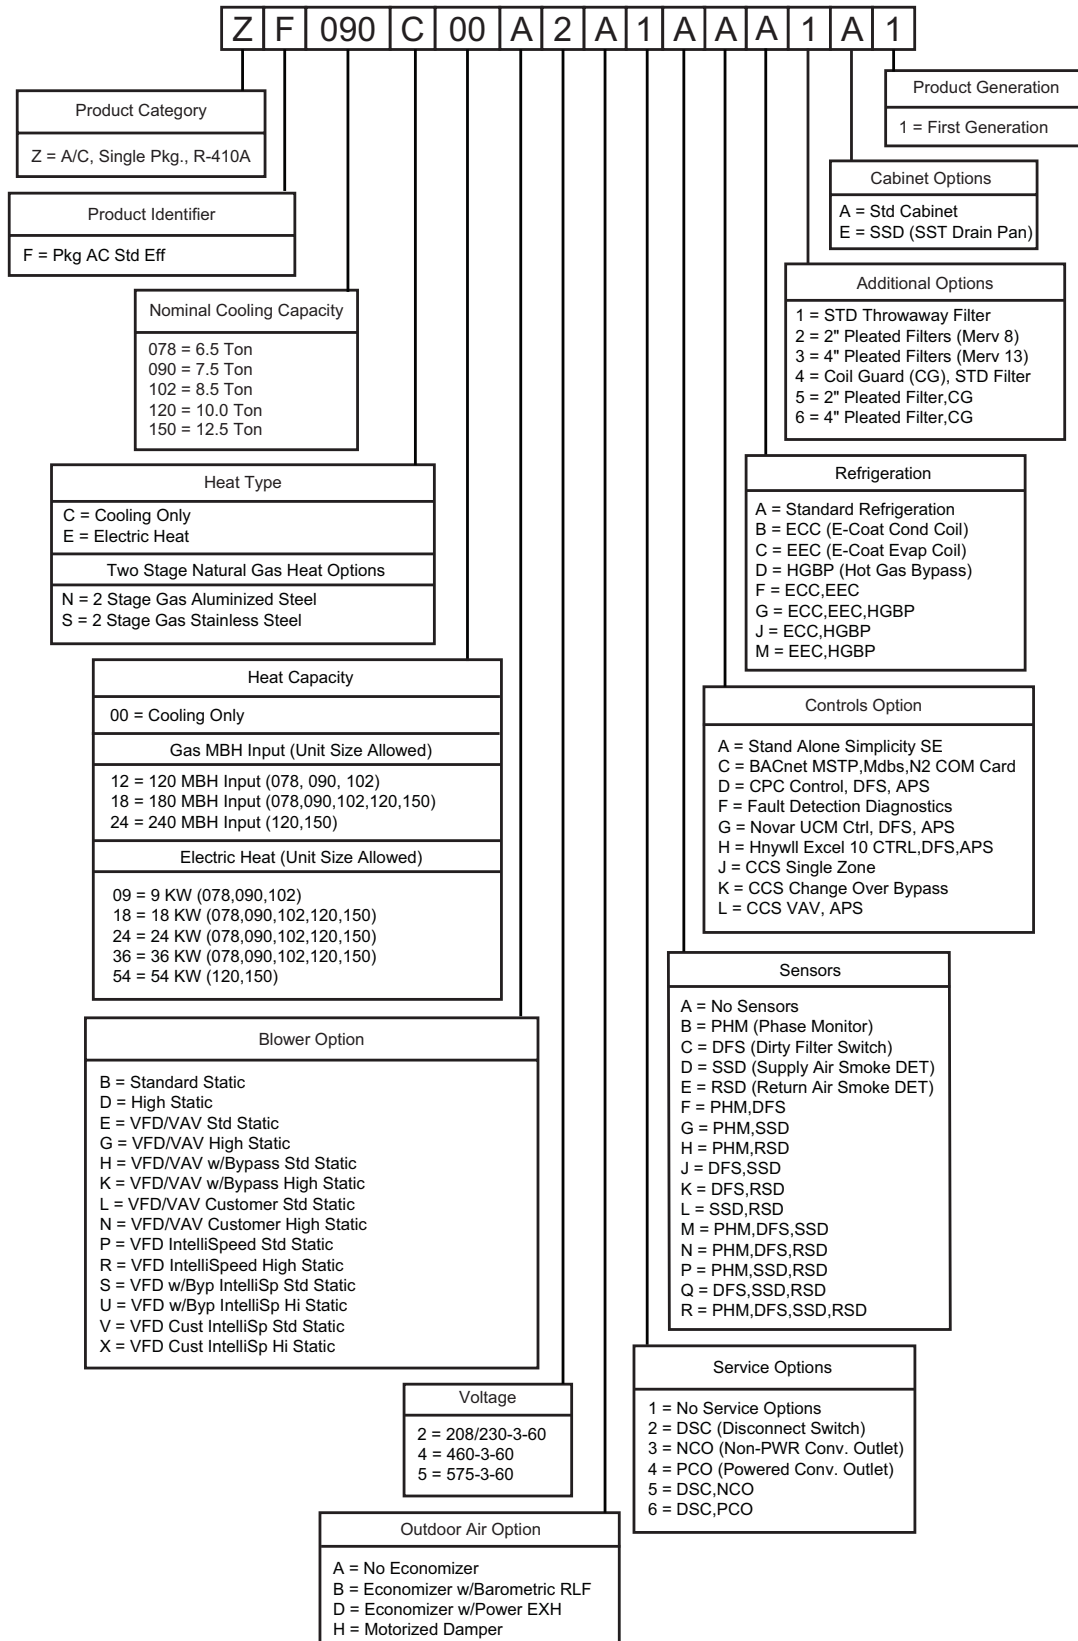 Z F 090 C 00 A 2 A 1 A A A 1 A 1
Product Category
Z = A/C, Single Pkg., R-410A
Product Identifier
F = Pkg AC Std Eff
Nominal Cooling Capacity
078 = 6.5 Ton
090 = 7.5 Ton
102 = 8.5 Ton
120 = 10.0 Ton
150 = 12.5 Ton
Heat Type
C = Cooling Only
E = Electric Heat
Two Stage Natural Gas Heat Options
N = 2 Stage Gas Aluminized Steel
S = 2 Stage Gas Stainless Steel
Heat Capacity
00 = Cooling Only
Gas MBH Input (Unit Size Allowed)
12 = 120 MBH Input (078, 090, 102)
18 = 180 MBH Input (078,090,102,120,150)
24 = 240 MBH Input (120,150)
Electric Heat (Unit Size Allowed)
09 = 9 KW (078,090,102)
18 = 18 KW (078,090,102,120,150)
24 = 24 KW (078,090,102,120,150)
36 = 36 KW (078,090,102,120,150)
54 = 54 KW (120,150)
Blower Option
B = Standard Static
D = High Static
E = VFD/VAV Std Static
G = VFD/VAV High Static
H = VFD/VAV w/Bypass Std Static
K = VFD/VAV w/Bypass High Static
L = VFD/VAV Customer Std Static
N = VFD/VAV Customer High Static
P = VFD IntelliSpeed Std Static
R = VFD IntelliSpeed High Static
S = VFD w/Byp IntelliSp Std Static
U = VFD w/Byp IntelliSp Hi Static
V = VFD Cust IntelliSp Std Static
X = VFD Cust IntelliSp Hi Static
Voltage
2 = 208/230-3-60
4 = 460-3-60
5 = 575-3-60
Outdoor Air Option
A = No Economizer
B = Economizer w/Barometric RLF
D = Economizer w/Power EXH
H = Motorized Damper
Product Generation
1 = First Generation
Cabinet Options
A = Std Cabinet
E = SSD (SST Drain Pan)
Additional Options
1 = STD Throwaway Filter
2 = 2" Pleated Filters (Merv 8)
3 = 4" Pleated Filters (Merv 13)
4 = Coil Guard (CG), STD Filter
5 = 2" Pleated Filter,CG
6 = 4" Pleated Filter,CG
Refrigeration
A = Standard Refrigeration
B = ECC (E-Coat Cond Coil)
C = EEC (E-Coat Evap Coil)
D = HGBP (Hot Gas Bypass)
F = ECC,EEC
G = ECC,EEC,HGBP
J = ECC,HGBP
M = EEC,HGBP
Controls Option
A = Stand Alone Simplicity SE
C = BACnet MSTP,Mdbs,N2 COM Card
D = CPC Control, DFS, APS
F = Fault Detection Diagnostics
G = Novar UCM Ctrl, DFS, APS
H = Hnywll Excel 10 CTRL,DFS,APS
J = CCS Single Zone
K = CCS Change Over Bypass
L = CCS VAV, APS
Sensors
A = No Sensors
B = PHM (Phase Monitor)
C = DFS (Dirty Filter Switch)
D = SSD (Supply Air Smoke DET)
E = RSD (Return Air Smoke DET)
F = PHM,DFS
G = PHM,SSD
H = PHM,RSD
J = DFS,SSD
K = DFS,RSD
L = SSD,RSD
M = PHM,DFS,SSD
N = PHM,DFS,RSD
P = PHM,SSD,RSD
Q = DFS,SSD,RSD
R = PHM,DFS,SSD,RSD
Service Options
1 = No Service Options
2 = DSC (Disconnect Switch)
3 = NCO (Non-PWR Conv. Outlet)
4 = PCO (Powered Conv. Outlet)
5 = DSC,NCO
6 = DSC,PCO